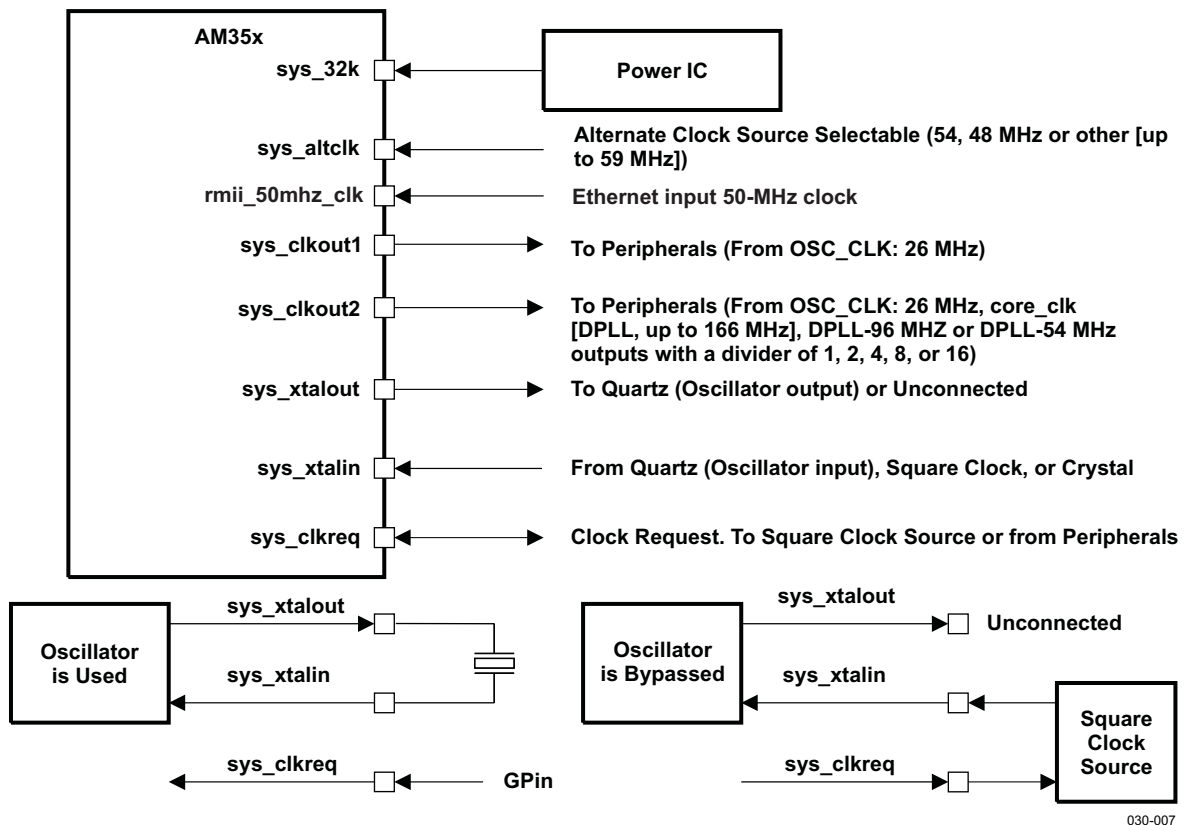 AM35x
sys_32k
Power IC
sys_altclk
Alternate Clock Source Selectable (54, 48 MHz or other [up
to 59 MHz])
rmii_50mhz_clk
Ethernet input 50-MHz clock
sys_clkout1
To Peripherals (From OSC_CLK: 26 MHz)
sys_clkout2
To Peripherals (From OSC_CLK: 26 MHz, core_clk
[DPLL, up to 166 MHz], DPLL-96 MHZ or DPLL-54 MHz
outputs with a divider of 1, 2, 4, 8, or 16)
sys_xtalout
To Quartz (Oscillator output) or Unconnected
sys_xtalin
From Quartz (Oscillator input), Square Clock, or Crystal
sys_clkreq
Clock Request. To Square Clock Source or from Peripherals
Oscillator
is Used
sys_xtalout
sys_xtalin
sys_clkreq
GPin
Oscillator
is Bypassed
sys_xtalout
Unconnected
sys_xtalin
sys_clkreq
Square
Clock
Source
030-007